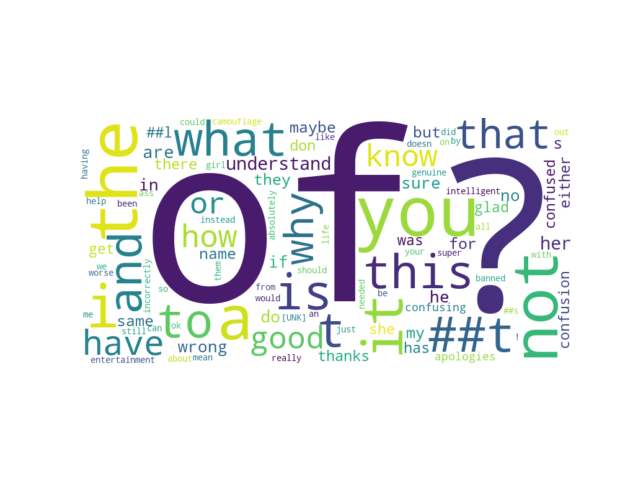 of
?
what
could
camouflage
maybe
like
but
did
that
out
s
##l
the
are
there
girl
understand
don
they
know
doesn
on
by
genuine
having
help
been
ass
in
or
instead
how
name
them
absolutely
why
life
if
you
sure
intelligent
no
glad
all
confused
either
get
and
we
worse
i
incorrectly
so
is
from
would
should
was
your
super
for
this
banned
her
with
me
same
have
still
can
to
ok
a
do
[UNK]
an
good
t
just
needed
it
be
he
she
my
confusing
has
##t
##s
!
not
confusion
entertainment
about
wrong
mean
really
thanks
apologies